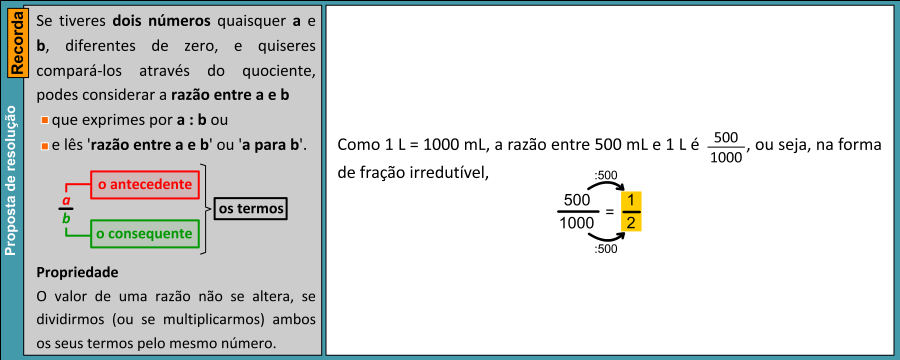 Proposta de resolução
Recorda
Se tiveres dois números quaisquer a e
b, diferentes de zero, e quiseres
compará-los através do quociente,
podes considerar a razão entre a e b
que exprimes por a : b ou
e lês 'razão entre a e b' ou 'a para b'.
o antecedente
a
b
o consequente
os termos
Propriedade
O valor de uma razão não se altera, se
dividirmos (ou se multiplicarmos) ambos
os seus termos pelo mesmo número.
Como 1 L = 1000 mL, a razão entre 500 mL e 1 L é 500/1000, ou seja, na forma
de fração irredutível,
:500
500/1000 = 1/2
:500